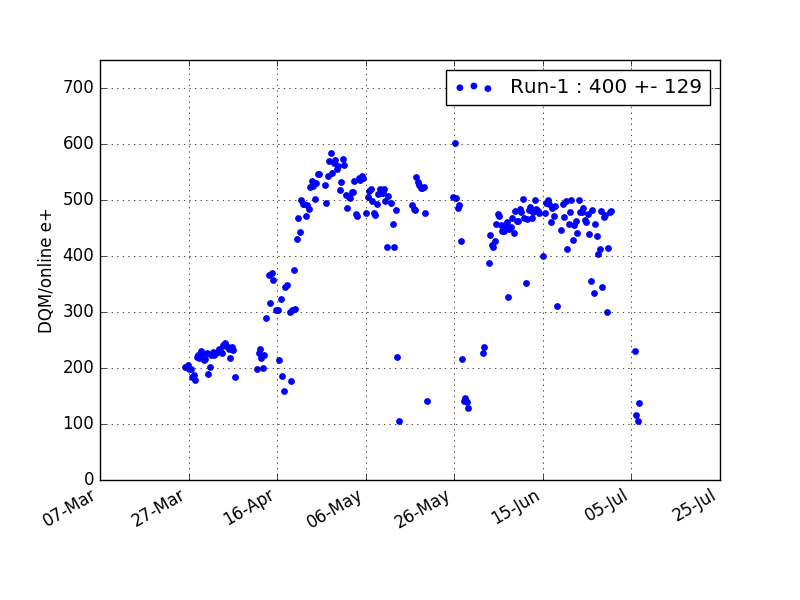 Run-1 : 400 +- 129
DQM/online e+
700
600
500
400
300
200
100
0
07-Mar
27-Mar
16-Apr
06-May
26-May
15-Jun
05-Jul
25-Jul